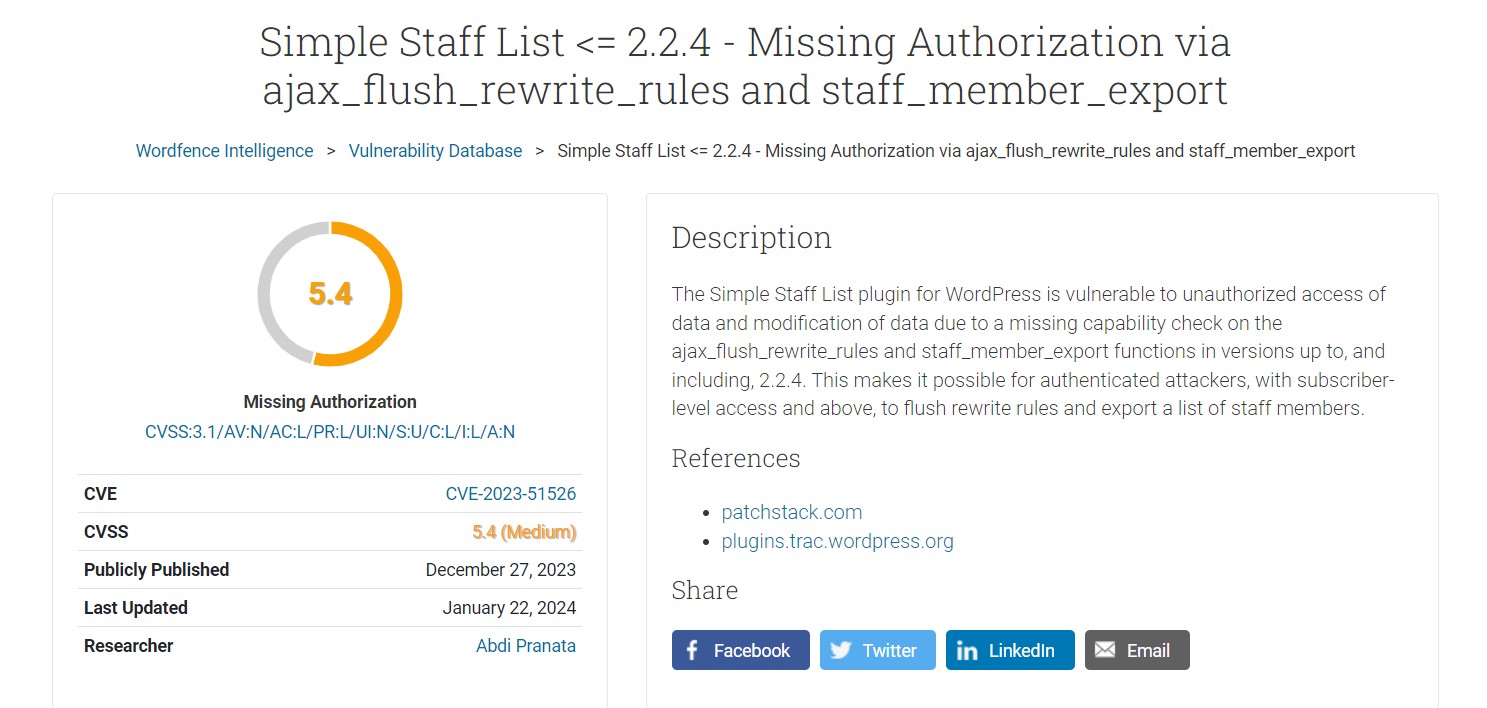 Simple Staff List <= 2.2.4 - Missing Authorization via
ajax_flush_rewrite_rules and staff_member_export
Wordfence Intelligence > Vulnerability Database > Simple Staff List <= 2.2.4 - Missing Authorization via ajax_flush_rewrite_rules and staff_member_export
5.4
Missing Authorization
CVSS:3.1/AV:N/AC:L/PR:L/UI:N/S:U/C:L/I:L/A:N
CVE CVE-2023-51526
CVSS 5.4 (Medium)
Publicly Published December 27, 2023
Last Updated January 22, 2024
Researcher Abdi Pranata
Description
The Simple Staff List plugin for WordPress is vulnerable to unauthorized access of
data and modification of data due to a missing capability check on the
ajax_flush_rewrite_rules and staff_member_export functions in versions up to, and
including, 2.2.4. This makes it possible for authenticated attackers, with subscriber-
level access and above, to flush rewrite rules and export a list of staff members.
References
• patchstack.com
• plugins.trac.wordpress.org
Share
Facebook Twitter LinkedIn Email